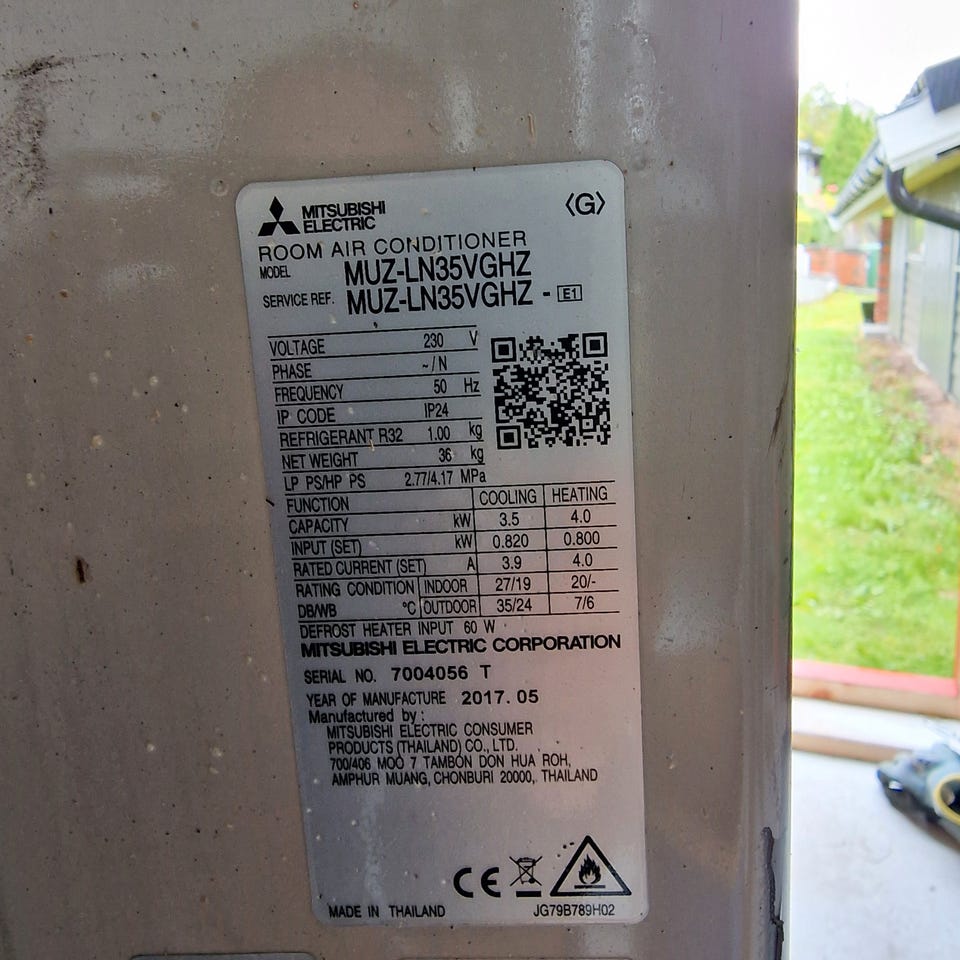 MITSUBISHI
ELECTRIC
〈G〉
ROOM AIR CONDITIONER
MODEL MUZ-LN35VGHZ
SERVICE REF. MUZ-LN35VGHZ - E1
VOLTAGE 230 V
PHASE ~/N
FREQUENCY 50 Hz
IP CODE IP24
REFRIGERANT R32 1.00 kg
NET WEIGHT 36 kg
LP PS/HP PS 2.77/4.17 MPa
FUNCTION COOLING HEATING
CAPACITY kW 3.5 4.0
INPUT (SET) kW 0.820 0.800
RATED CURRENT (SET) A 3.9 4.0
RATING CONDITION INDOOR 27/19 20/-
DB/WB °C OUTDOOR 35/24 7/6
DEFROST HEATER INPUT 60 W
MITSUBISHI ELECTRIC CORPORATION
SERIAL NO. 7004056 T
YEAR OF MANUFACTURE 2017.05
Manufactured by :
MITSUBISHI ELECTRIC CONSUMER
PRODUCTS (THAILAND) CO., LTD.
700/406 MOO 7 TAMBON DON HUA ROH,
AMPHUR MUANG, CHONBURI 20000, THAILAND
CE
MADE IN THAILAND JG79B789H02